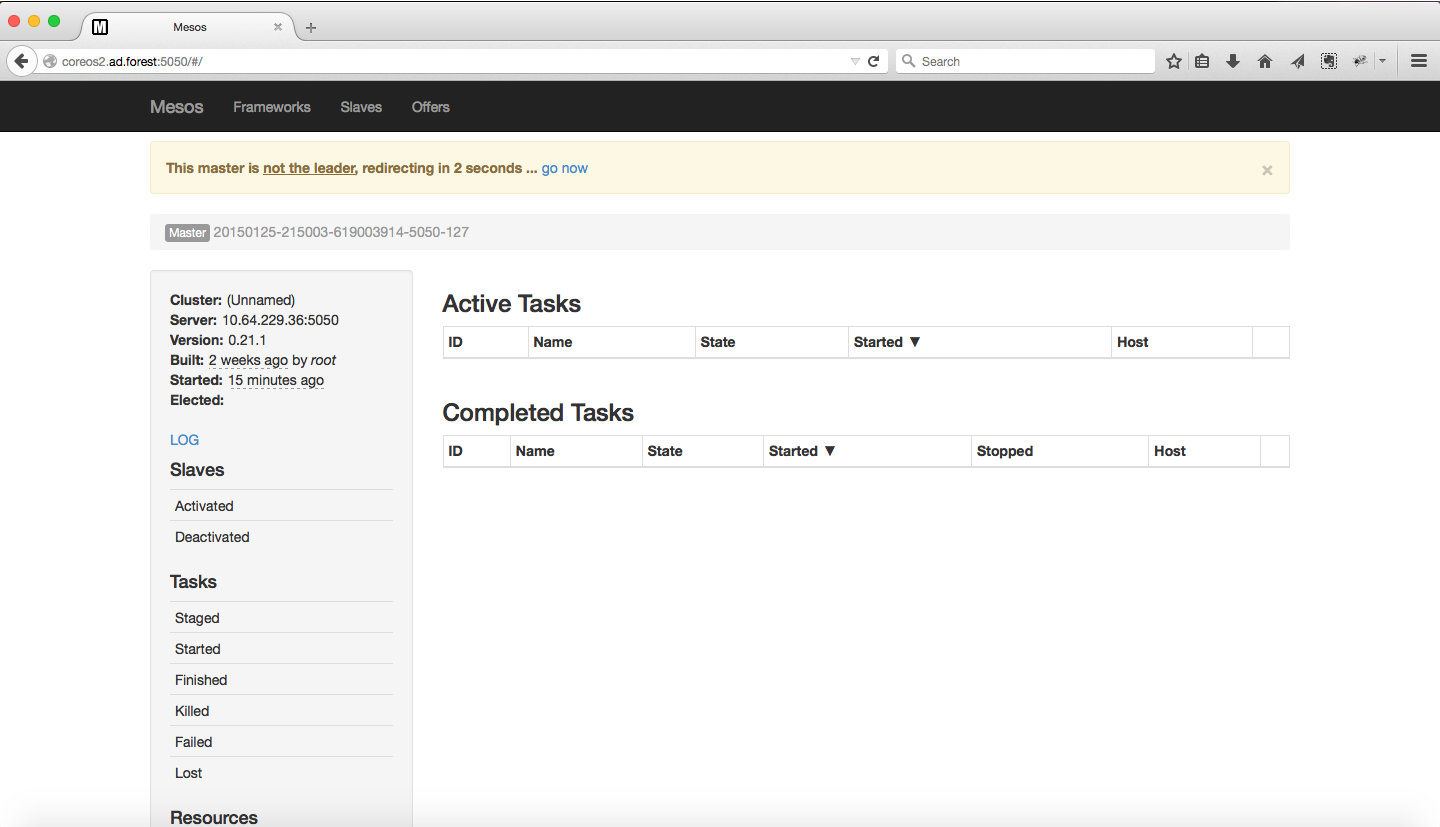 Mesos
coreos2.ad.forest:5050/#/
Search
Mesos Frameworks Slaves Offers
This master is not the leader, redirecting in 2 seconds ... go now ×
Master 20150125-215003-619003914-5050-127
Cluster: (Unnamed)
Server: 10.64.229.36:5050
Version: 0.21.1
Built: 2 weeks ago by root
Started: 15 minutes ago
Elected:
LOG
Slaves
Activated
Deactivated
Tasks
Staged
Started
Finished
Killed
Failed
Lost
Resources
Active Tasks
ID Name State Started ▼ Host
Completed Tasks
ID Name State Started ▼ Stopped Host